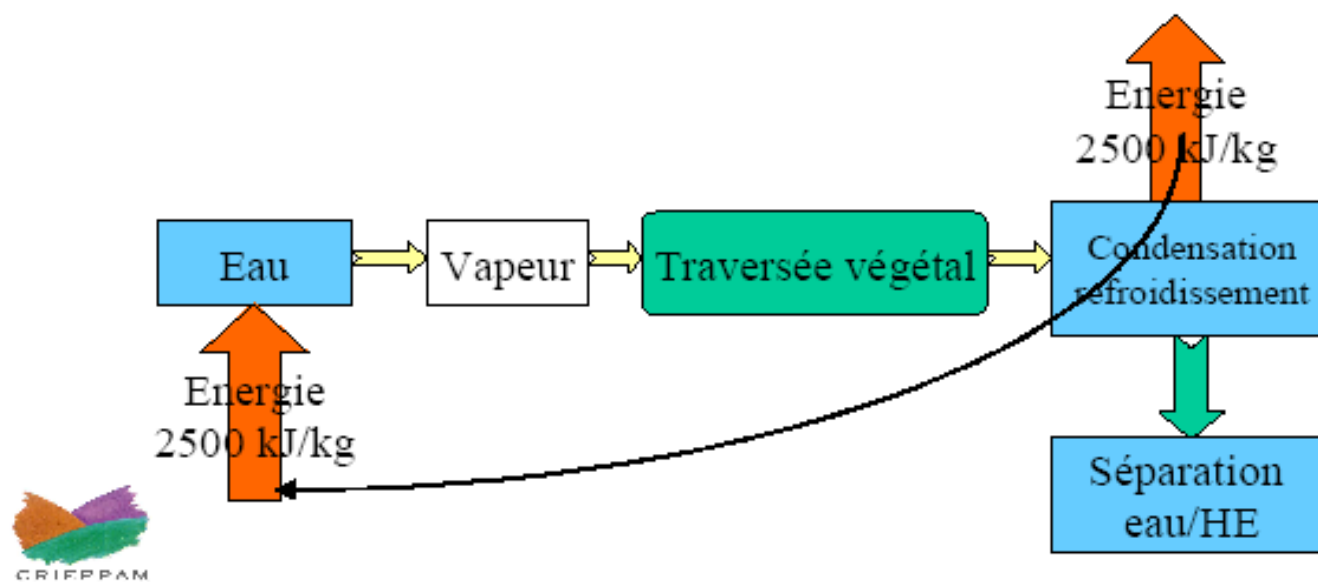 Energie
2500 kJ/kg
Eau
Vapeur
Traversée végétal
Condensation
refroidissement
Energie
2500 kJ/kg
Séparation
eau/HE
CRIEPPAM